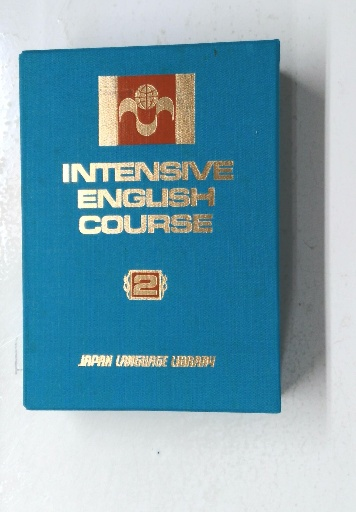 INTENSIVE
ENGLISH
COURSE
2
JAPAN LANGUAGE LIBRARY